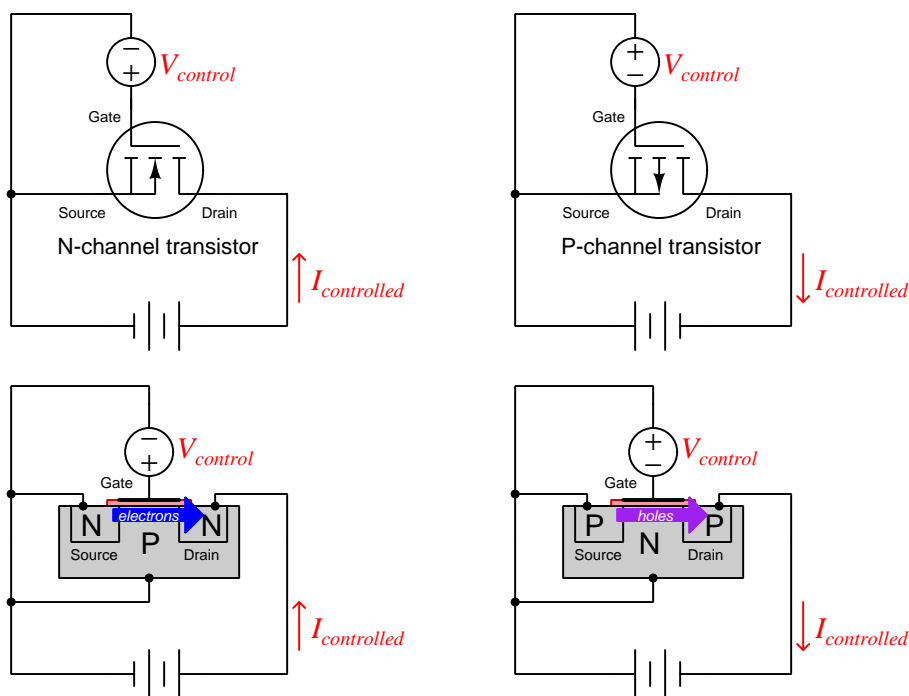 −
+
V control
Gate
Source
Drain
N-channel transistor
I controlled
+
−
V control
Gate
Source
Drain
P-channel transistor
I controlled
−
+
V control
Gate
electrons
N
N
P
Source
Drain
I controlled
+
−
V control
Gate
holes
P
P
N
Source
Drain
I controlled